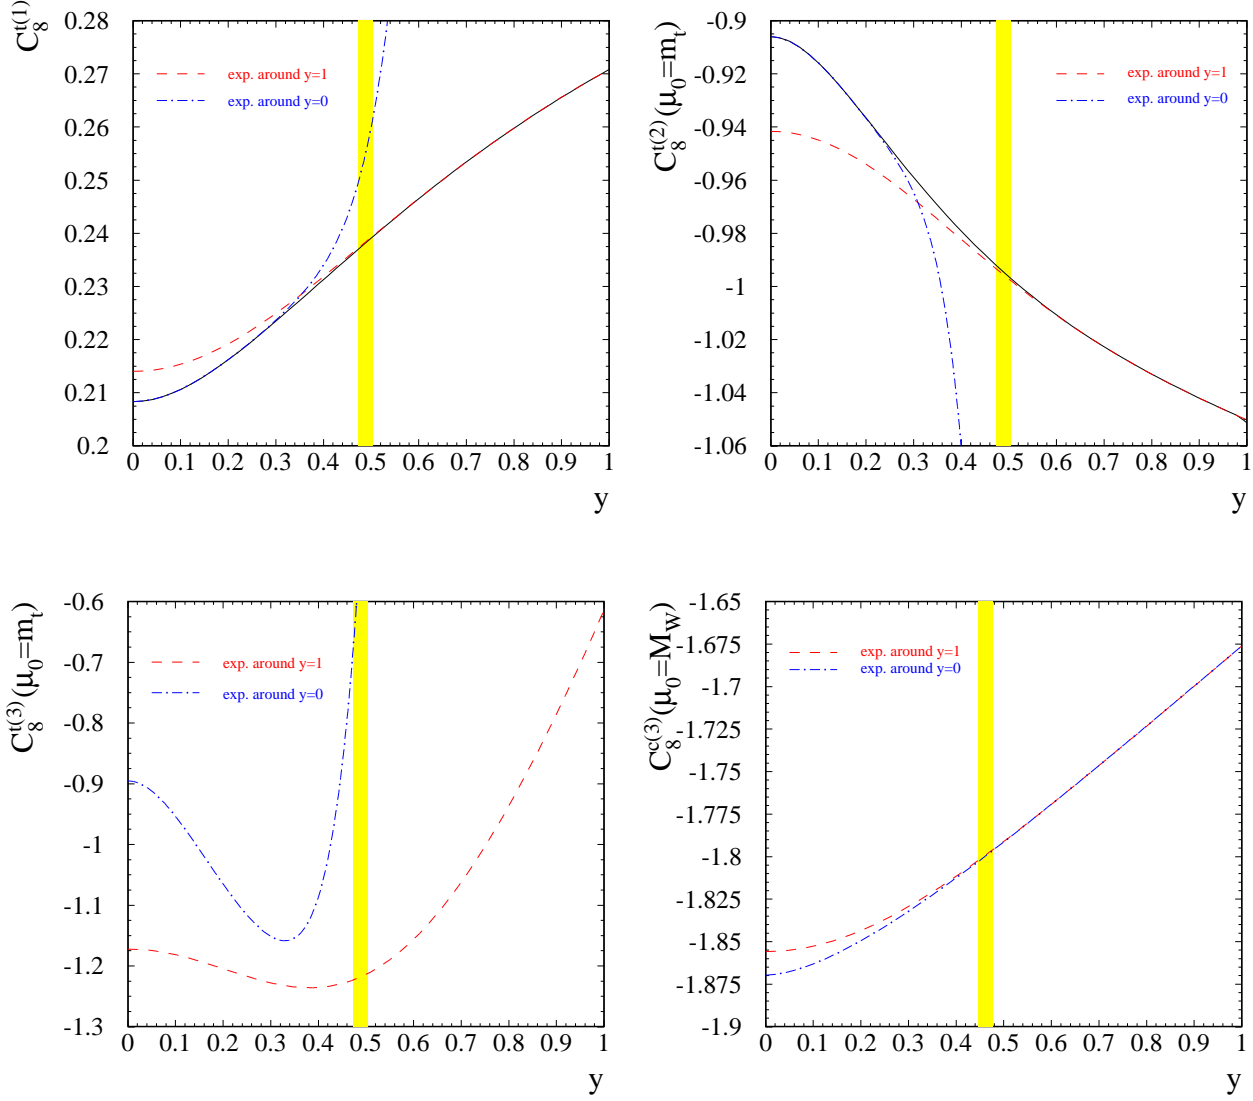 C₈ᵗ⁽¹⁾
0.28
0.27
0.26
0.25
0.24
0.23
0.22
0.21
0.2
exp. around y=1
exp. around y=0
0 0.1 0.2 0.3 0.4 0.5 0.6 0.7 0.8 0.9 1
y
C₈ᵗ⁽²⁾(μ₀=mₜ)
-0.9
-0.92
-0.94
-0.96
-0.98
-1
-1.02
-1.04
-1.06
exp. around y=1
exp. around y=0
0 0.1 0.2 0.3 0.4 0.5 0.6 0.7 0.8 0.9 1
y
C₈ᵗ⁽³⁾(μ₀=mₜ)
-0.6
-0.7
-0.8
-0.9
-1
-1.1
-1.2
-1.3
exp. around y=1
exp. around y=0
0 0.1 0.2 0.3 0.4 0.5 0.6 0.7 0.8 0.9 1
y
C₈ᶜ⁽³⁾(μ₀=M_W)
-1.65
-1.675
-1.7
-1.725
-1.75
-1.775
-1.8
-1.825
-1.85
-1.875
-1.9
exp. around y=1
exp. around y=0
0 0.1 0.2 0.3 0.4 0.5 0.6 0.7 0.8 0.9 1
y